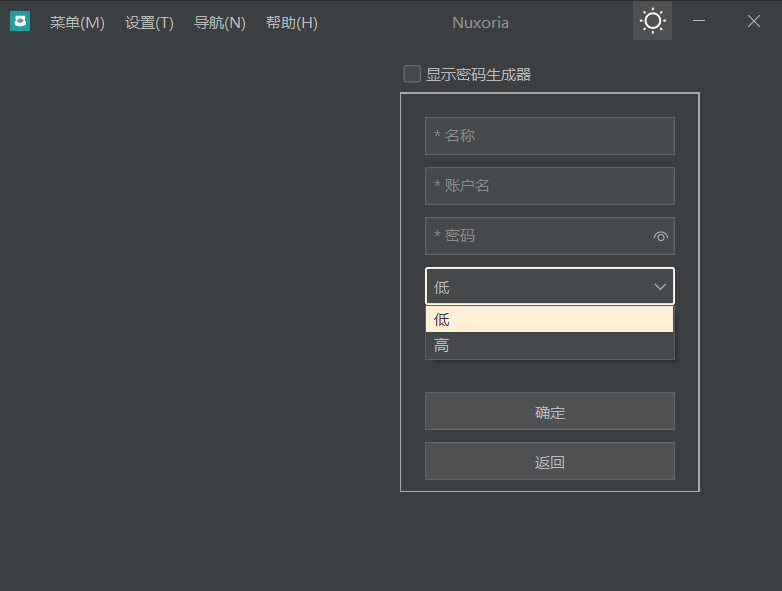 菜单(M) 设置(T) 导航(N) 帮助(H) Nuxoria
显示密码生成器
* 名称
* 账户名
* 密码
低
低
高
确定
返回